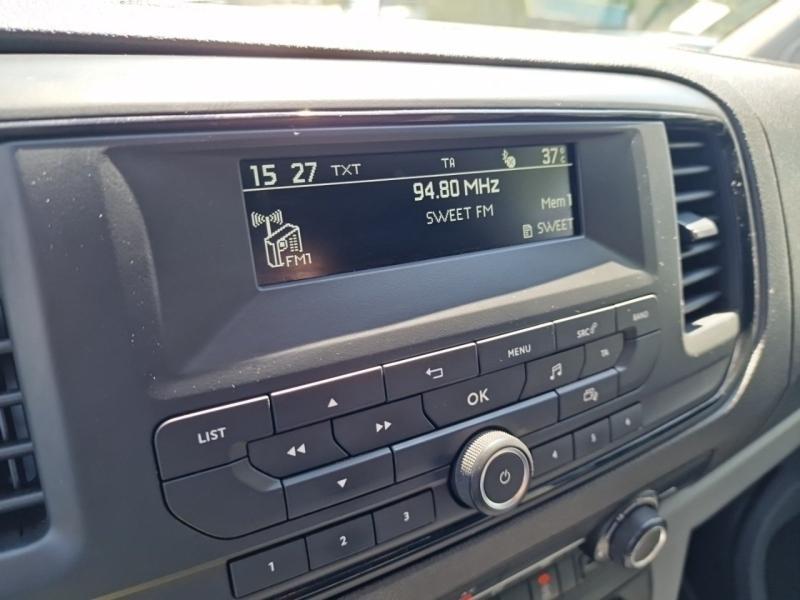 15 27 TXT TA 37°C
94.80 MHz
SWEET FM
Mem 1
SWEET
FM1
BAND
SRC
MENU
TA
OK
LIST
1 2 3 4 5 6